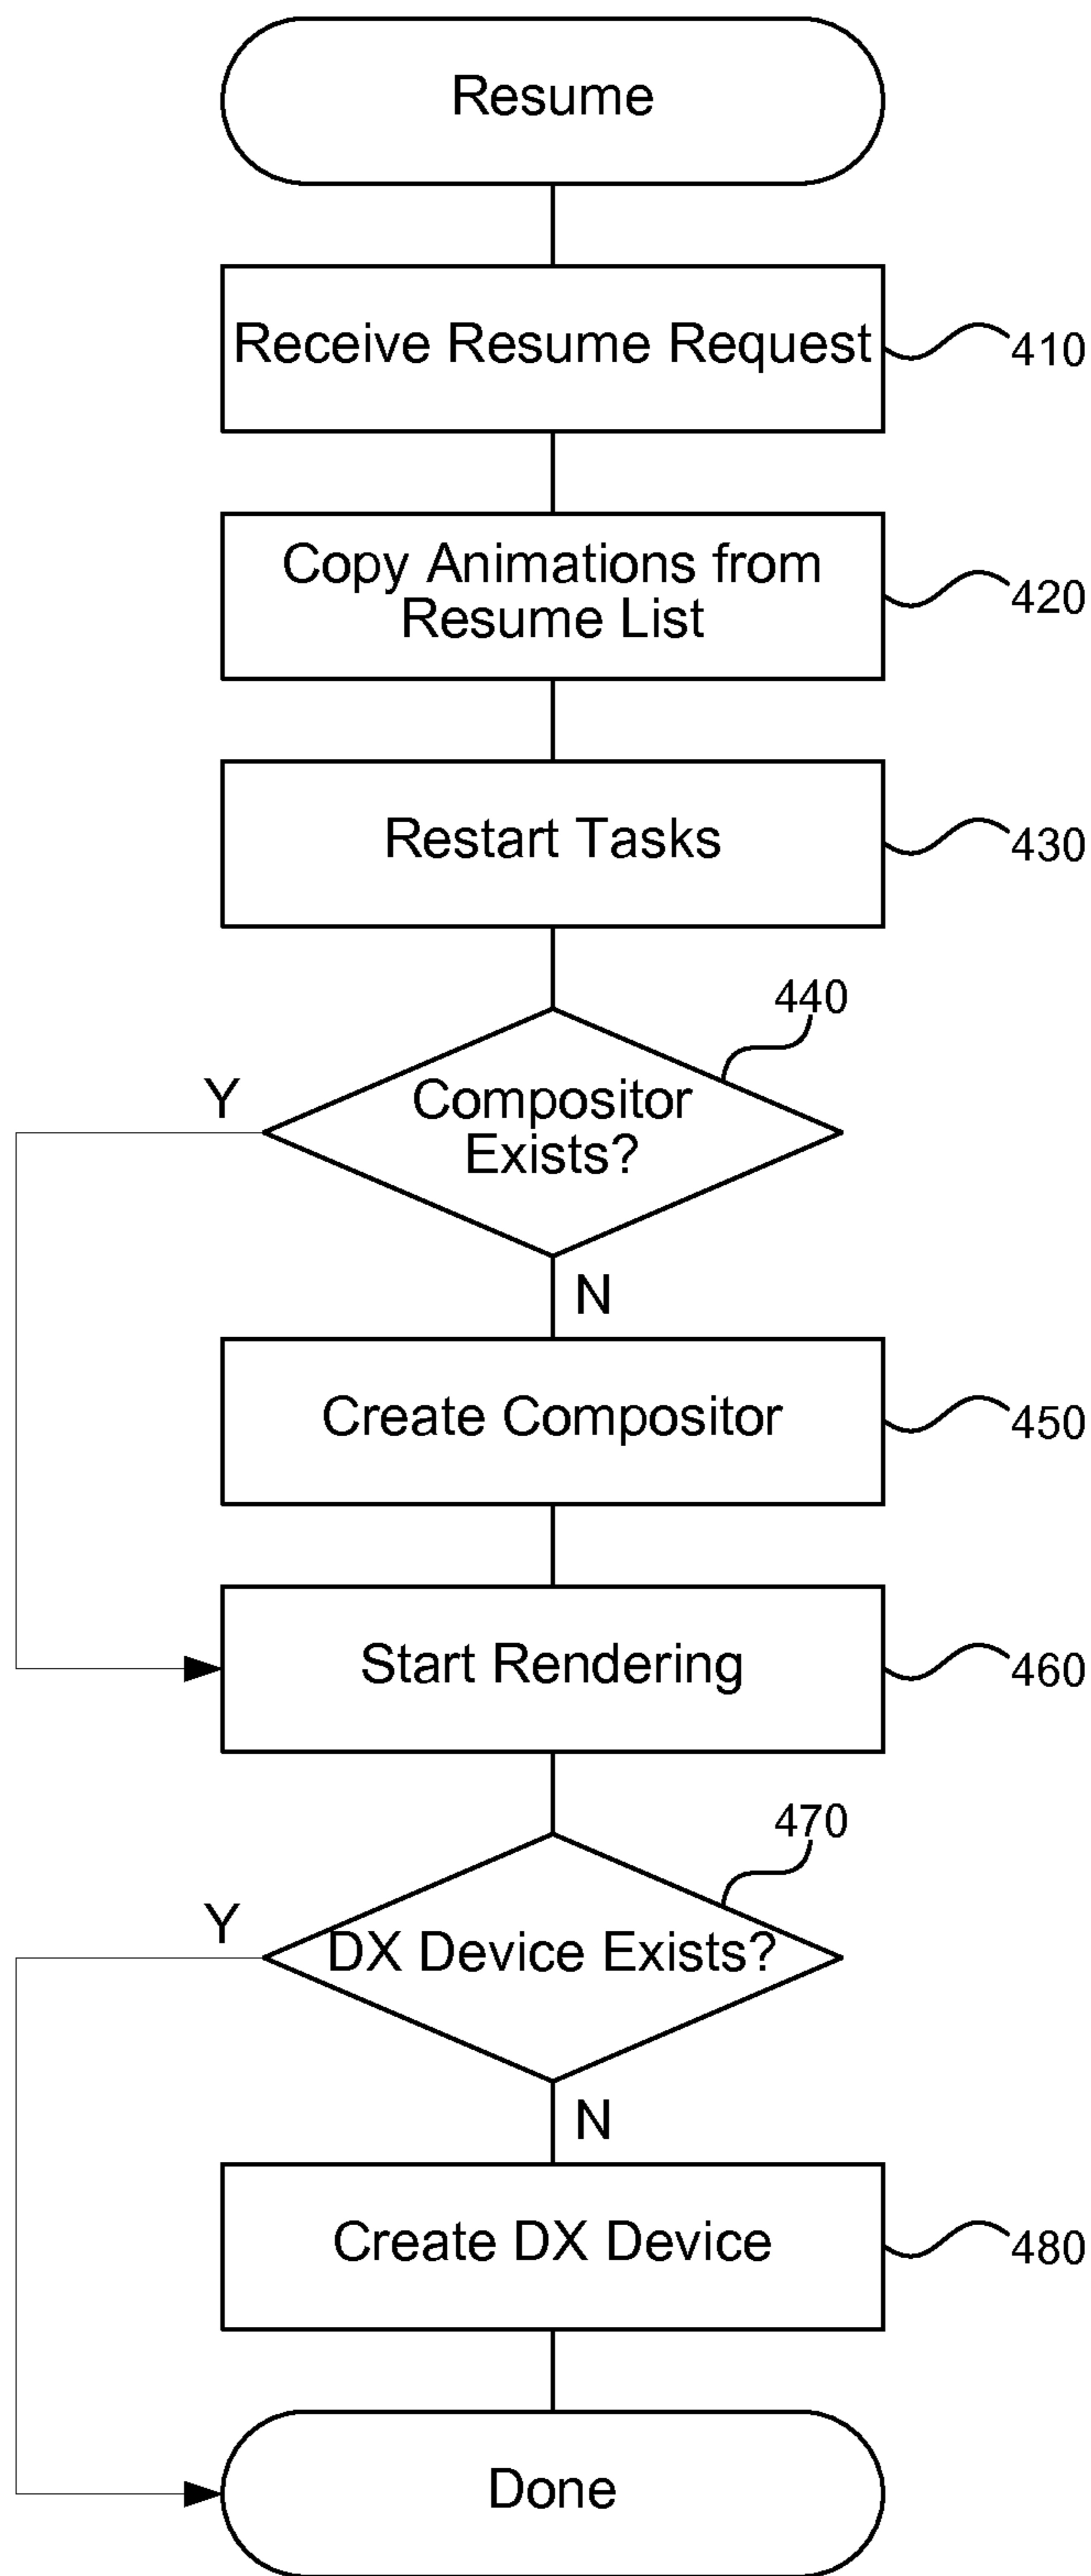 Resume
Receive Resume Request
410
Copy Animations from
Resume List
420
Restart Tasks
430
440
Y
Compositor
Exists?
N
Create Compositor
450
Start Rendering
460
470
Y
DX Device Exists?
N
Create DX Device
480
Done